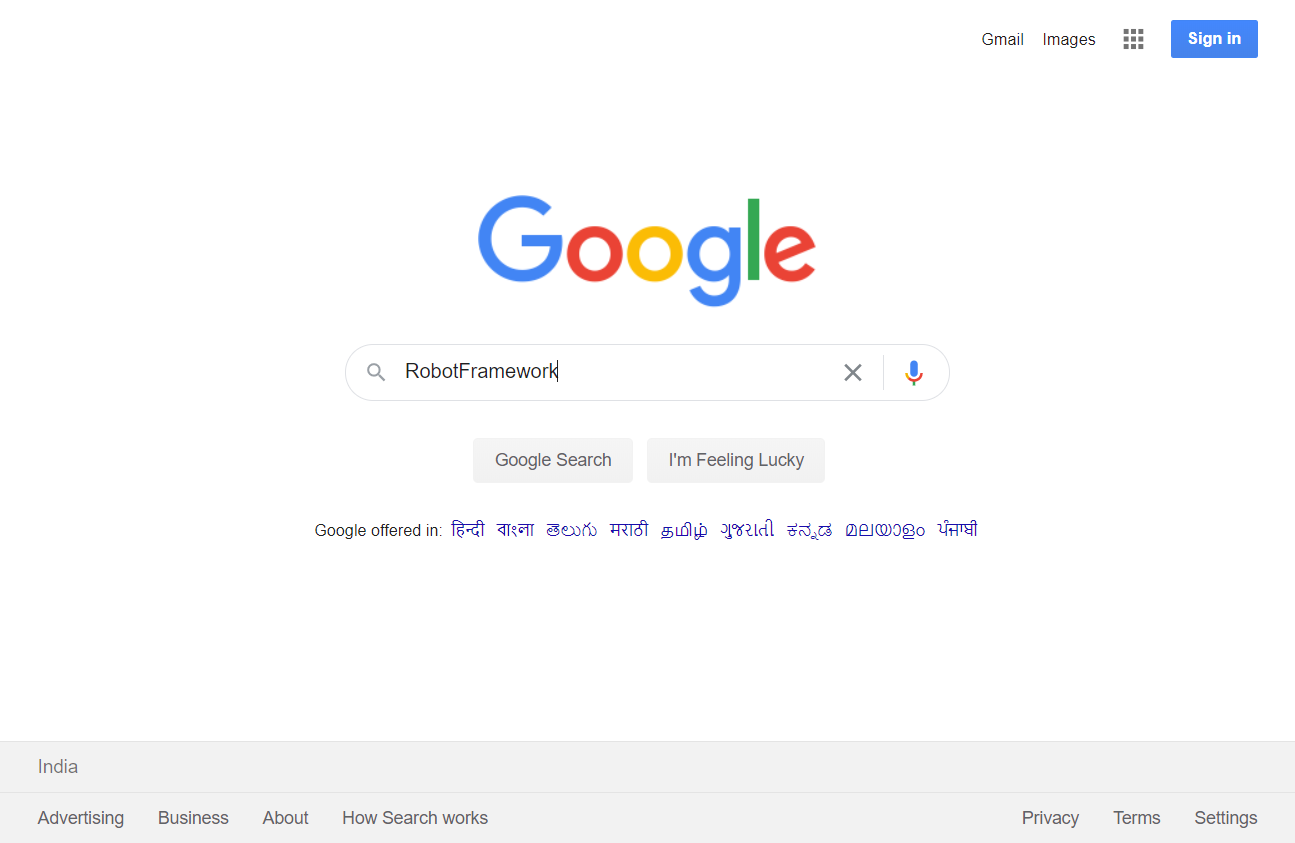 Gmail Images Sign in
Google
RobotFramework
Google Search I'm Feeling Lucky
Google offered in: हिन्दी বাংলা తెలుగు मराठी தமிழ் ગુજરાતી ಕನ್ನಡ മലയാളം ਪੰਜਾਬੀ
India
Advertising Business About How Search works Privacy Terms Settings